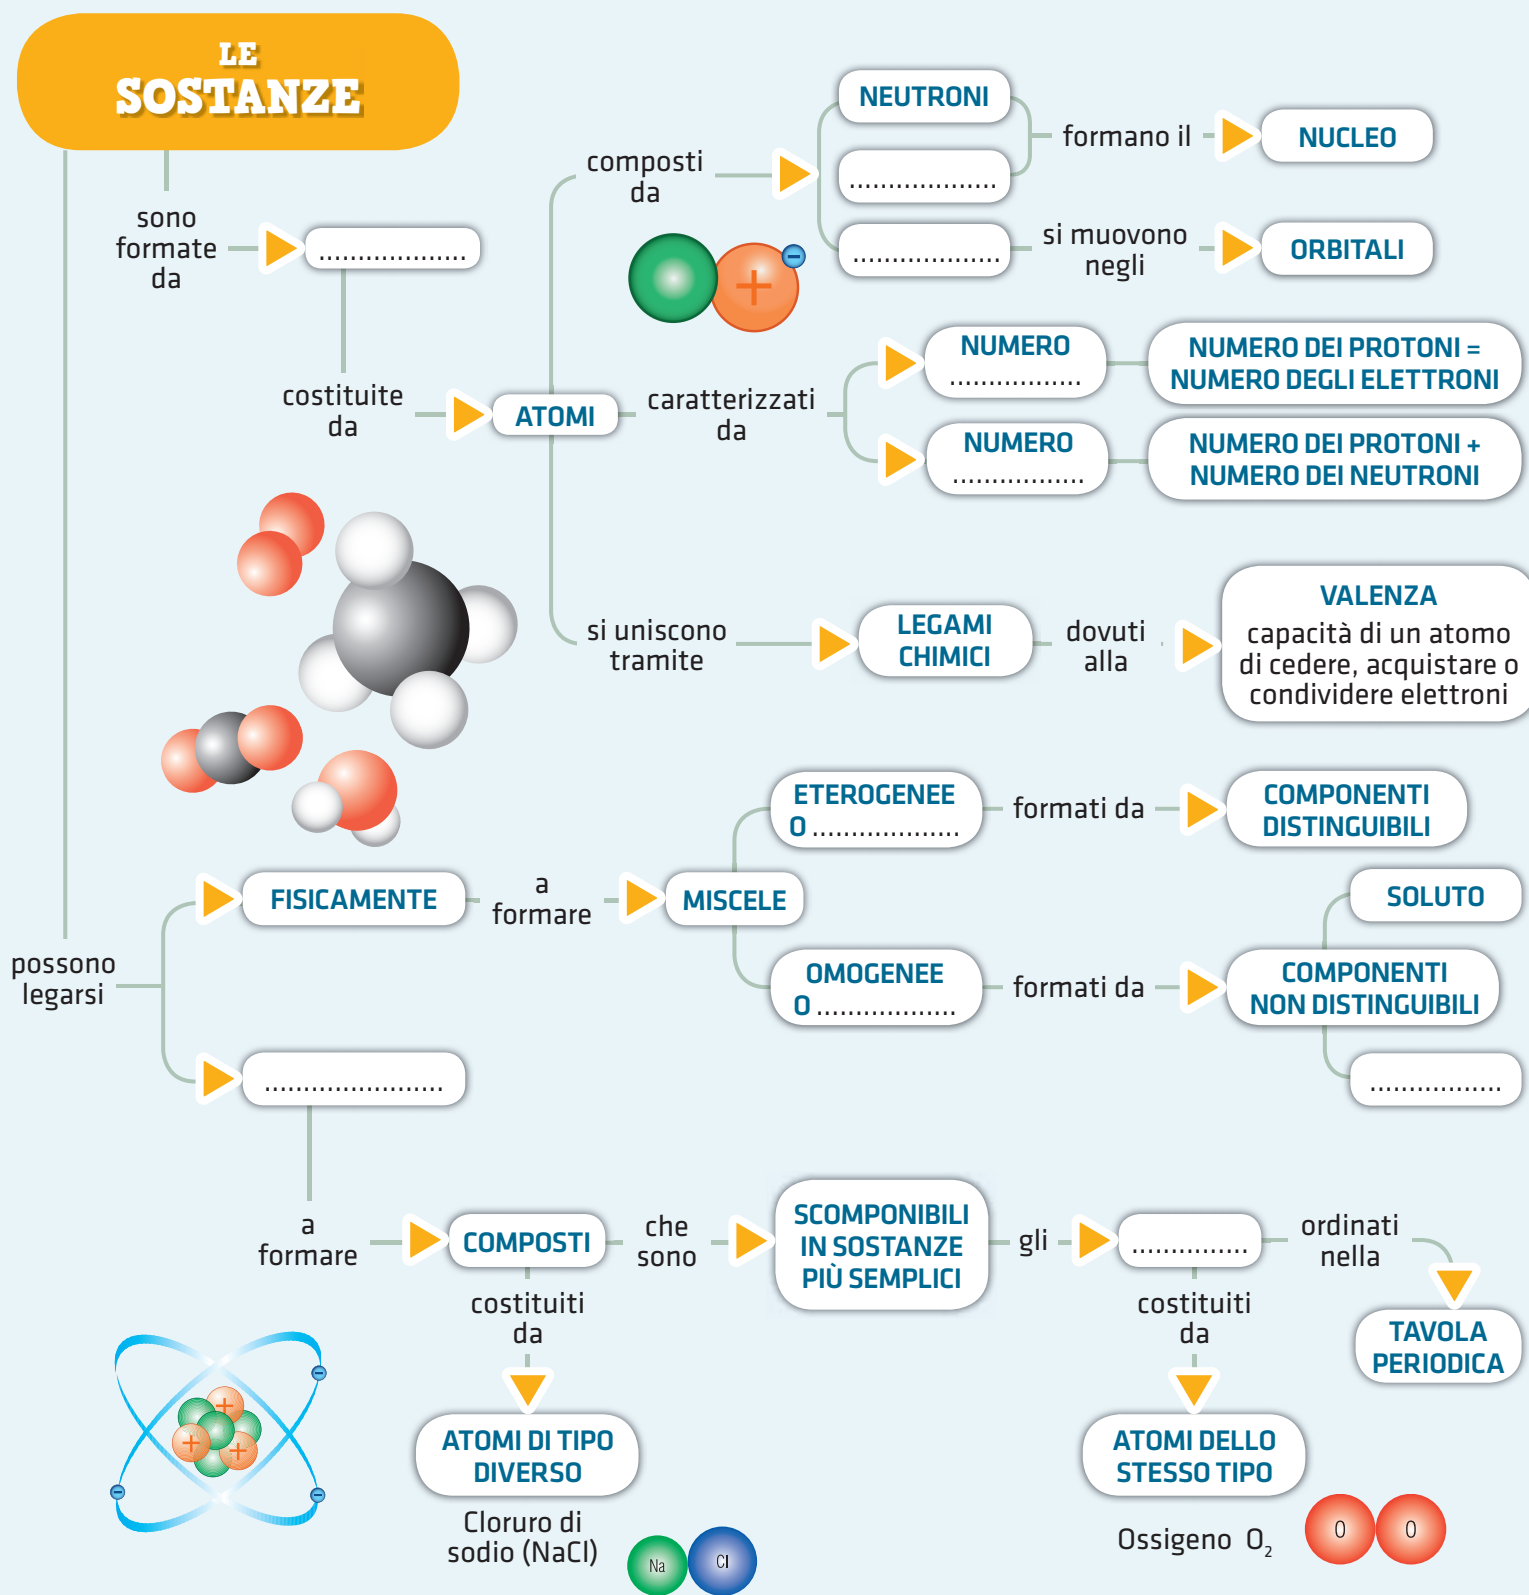 LE
SOSTANZE
sono
formate
da
...................
costituite
da
ATOMI
composti
da
NEUTRONI
...................
...................
formano il
NUCLEO
si muovono
negli
ORBITALI
caratterizzati
da
NUMERO
.................
NUMERO DEI PROTONI =
NUMERO DEGLI ELETTRONI
NUMERO
.................
NUMERO DEI PROTONI +
NUMERO DEI NEUTRONI
si uniscono
tramite
LEGAMI
CHIMICI
dovuti
alla
VALENZA
capacità di un atomo
di cedere, acquistare o
condividere elettroni
possono
legarsi
FISICAMENTE
a
formare
MISCELE
ETEROGENEE
O ...................
formati da
COMPONENTI
DISTINGUIBILI
OMOGENEE
O ..................
formati da
SOLUTO
COMPONENTI
NON DISTINGUIBILI
.................
.......................
a
formare
COMPOSTI
che
sono
SCOMPONIBILI
IN SOSTANZE
PIÙ SEMPLICI
gli
...............
ordinati
nella
TAVOLA
PERIODICA
costituiti
da
ATOMI DI TIPO
DIVERSO
Cloruro di
sodio (NaCl)
Na
Cl
costituiti
da
ATOMI DELLO
STESSO TIPO
Ossigeno O₂
O
O